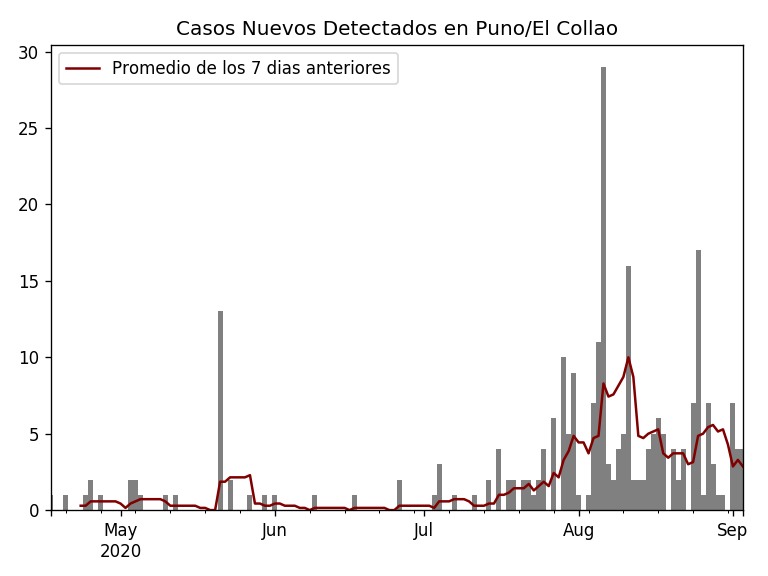 Casos Nuevos Detectados en Puno/El Collao
Promedio de los 7 dias anteriores
30
25
20
15
10
5
0
May Jun Jul Aug Sep
2020